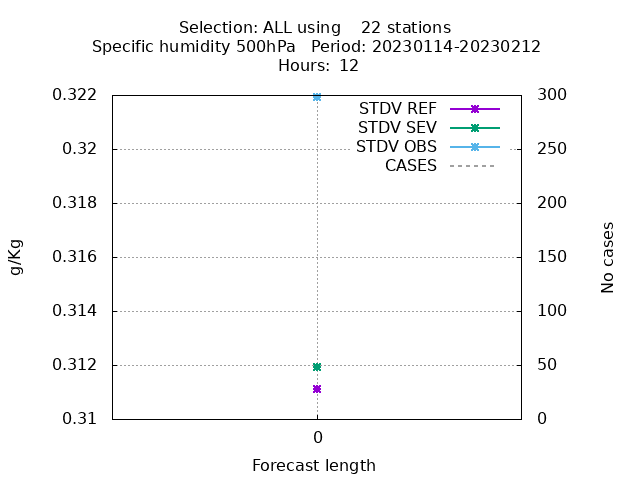 Selection: ALL using    22 stations
Specific humidity 500hPa   Period: 20230114-20230212
Hours:  12
0.322
0.32
0.318
0.316
0.314
0.312
0.31
g/Kg
STDV REF
STDV SEV
STDV OBS
CASES
300
250
200
150
100
50
0
No cases
0
Forecast length